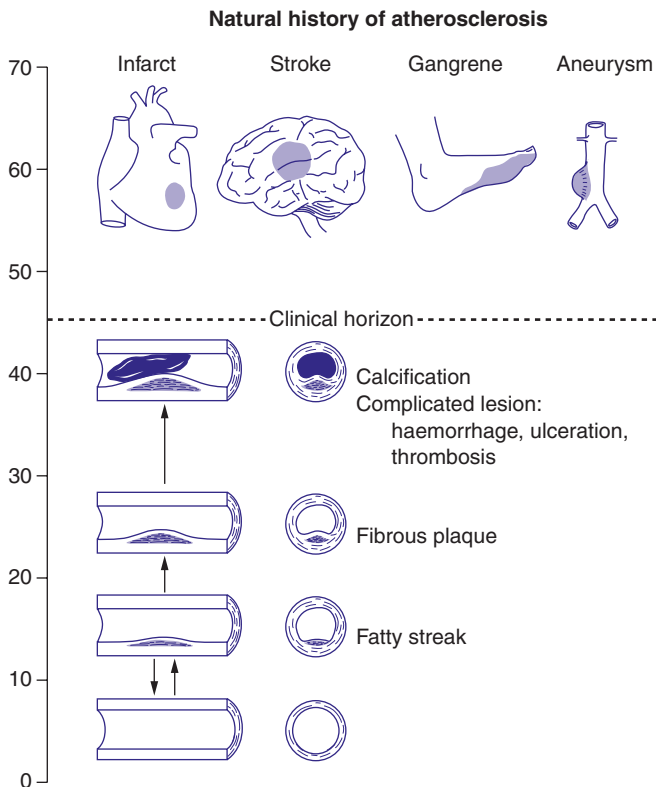 Natural history of atherosclerosis
Infarct Stroke Gangrene Aneurysm
70
60
50
Clinical horizon
40
Calcification
Complicated lesion:
haemorrhage, ulceration,
thrombosis
30
Fibrous plaque
20
Fatty streak
10
0